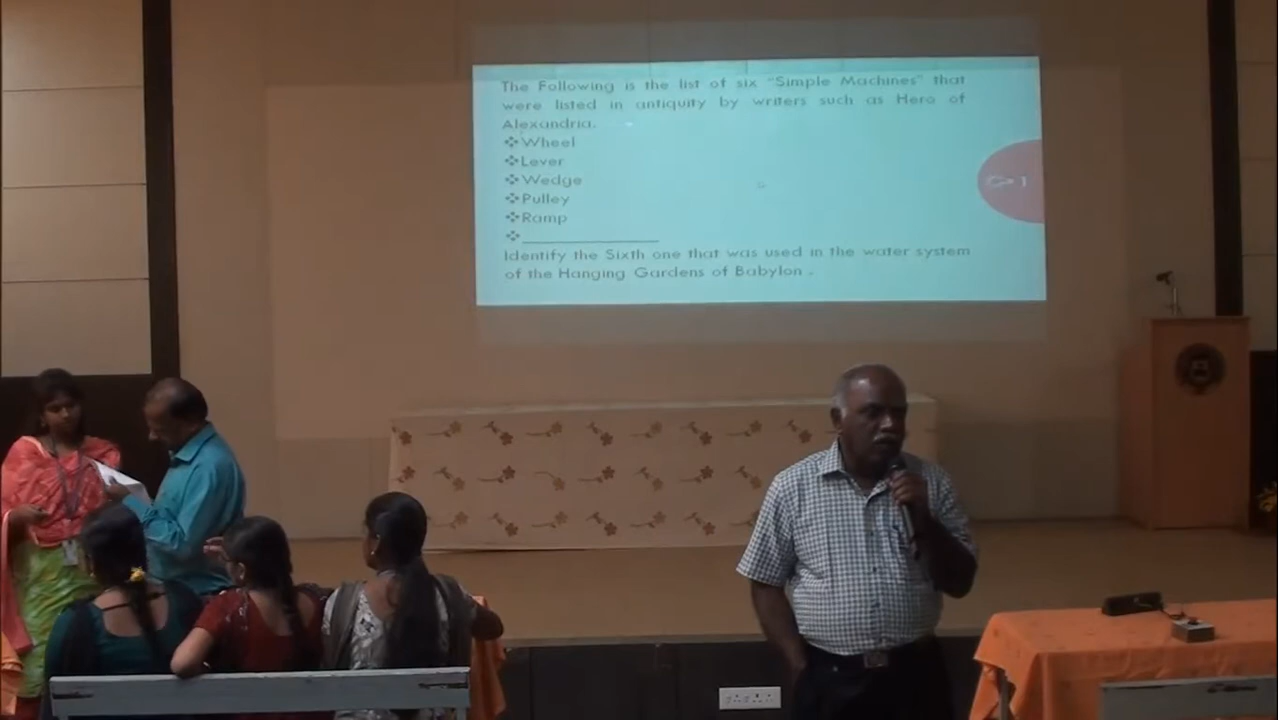 The Following is the list of six "Simple Machines" that
were listed in antiquity by writers such as Hero of
Alexandria.
❖Wheel
❖Lever
❖Wedge
❖Pulley
❖Ramp
❖_______________
Identify the Sixth one that was used in the water system
of the Hanging Gardens of Babylon .